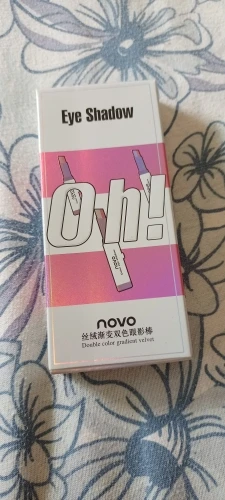 Eye Shadow
Oh!
novo
丝绒渐变双色眼影棒
Double color gradient velvet